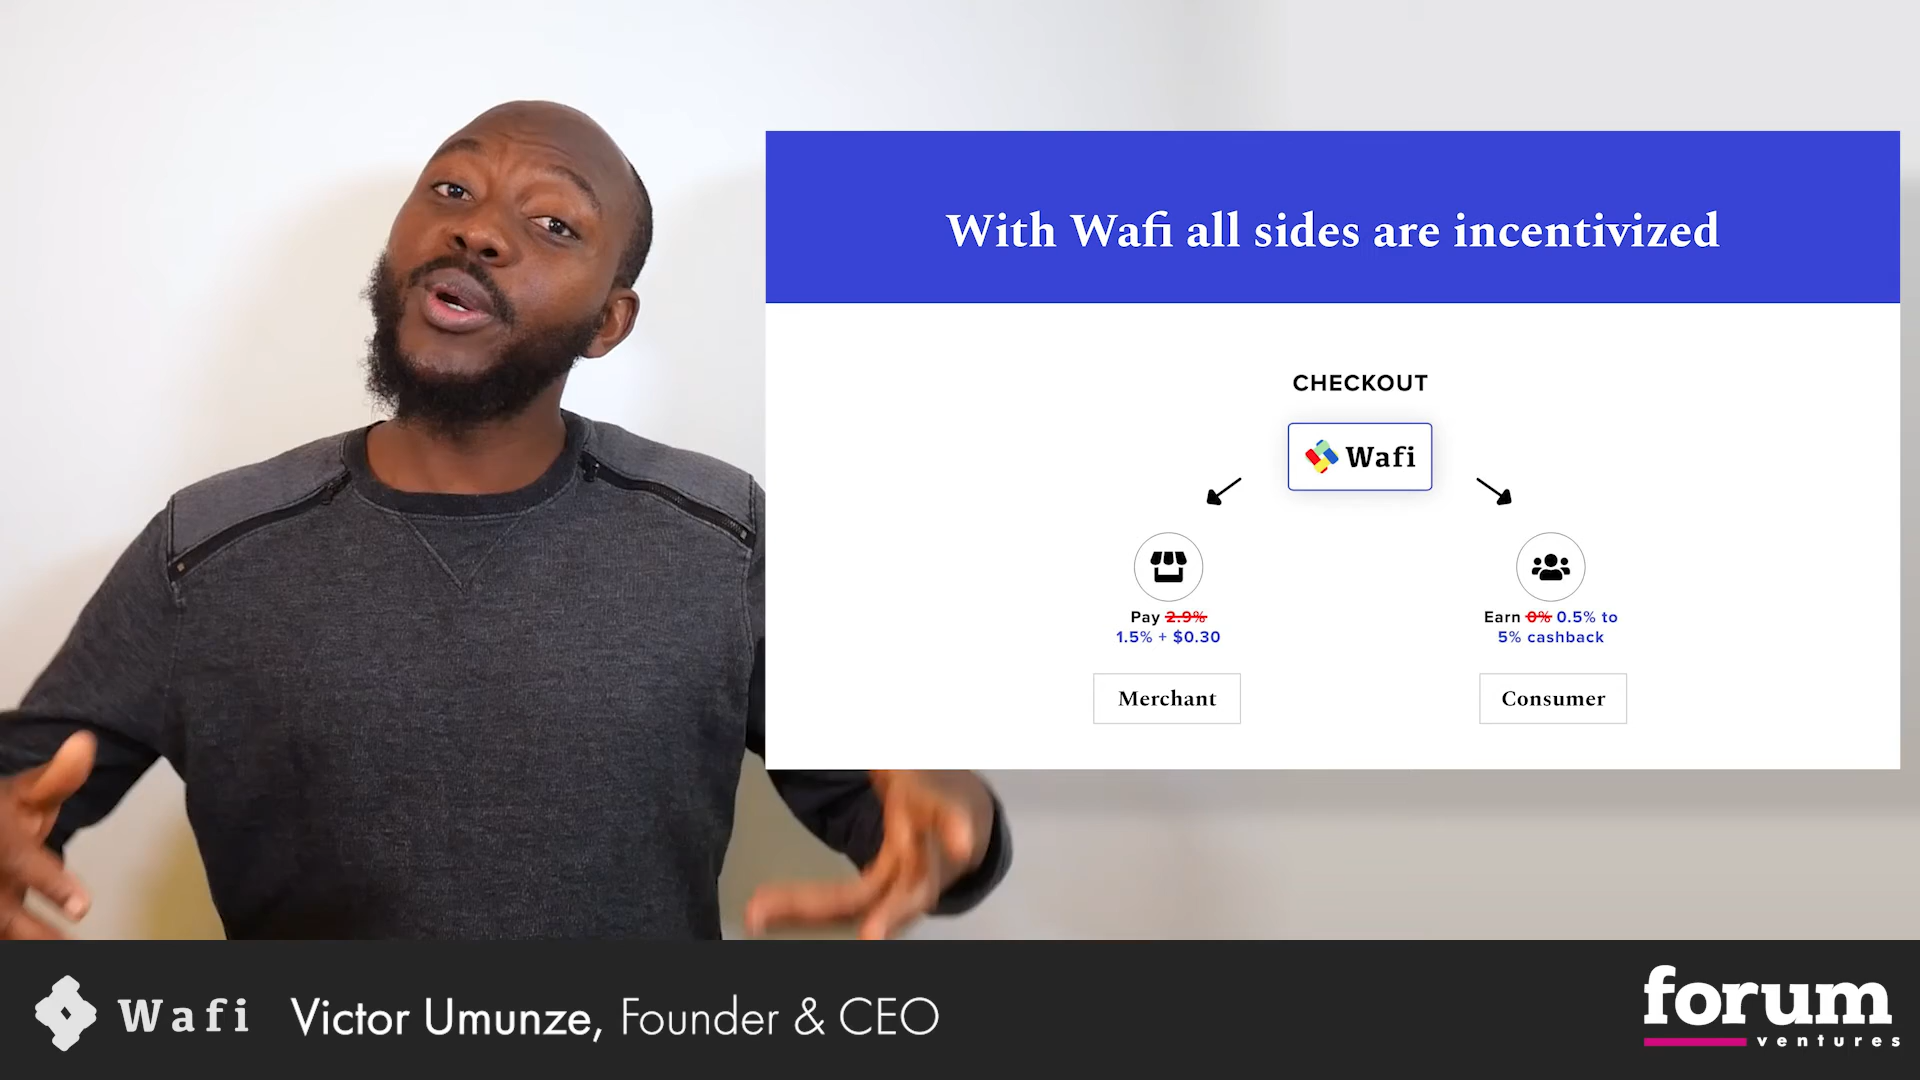 With Wafi all sides are incentivized
CHECKOUT
Wafi
Pay 2.9%
1.5% + $0.30
Merchant
Earn 0% 0.5% to
5% cashback
Consumer
Wafi
Victor Umunze, Founder & CEO
forum
ventures